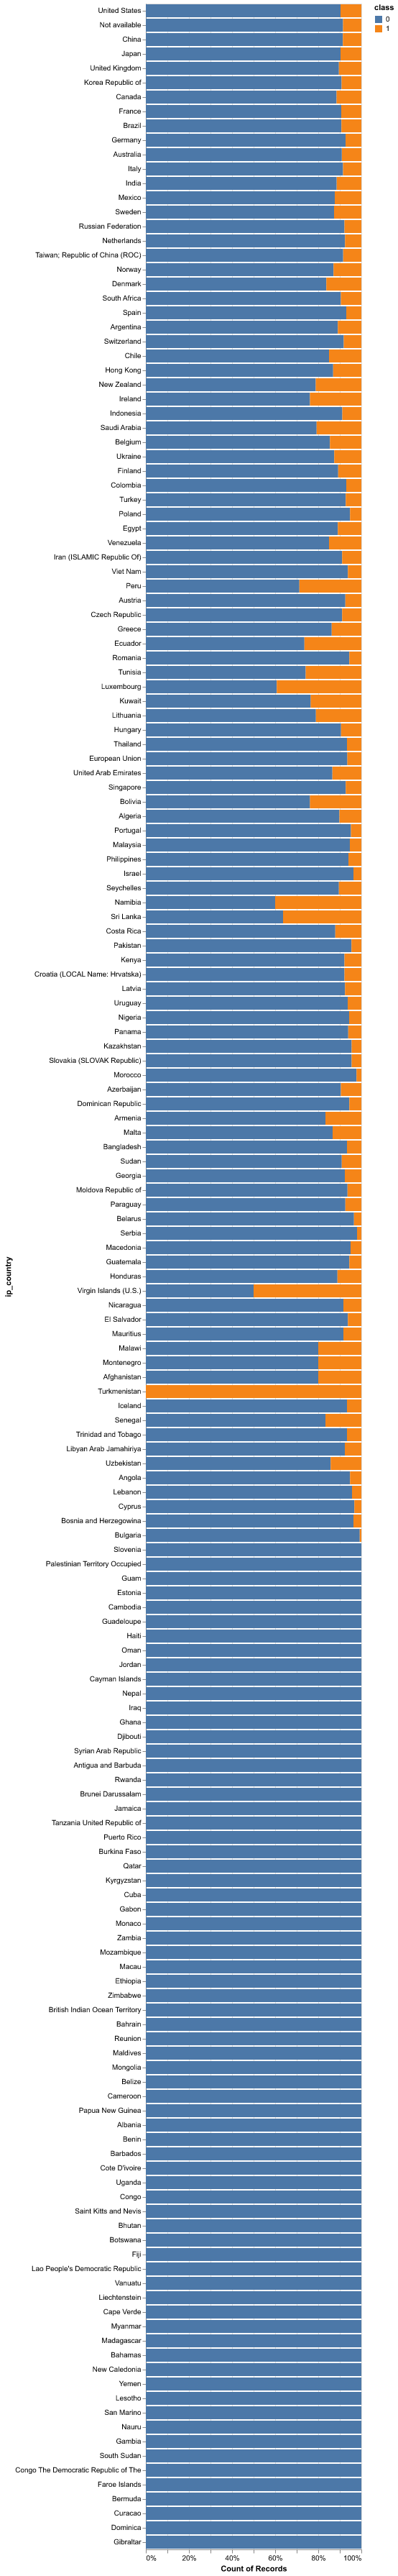 class
0
1
United States
Not available
China
Japan
United Kingdom
Korea Republic of
Canada
France
Brazil
Germany
Australia
Italy
India
Mexico
Sweden
Russian Federation
Netherlands
Taiwan; Republic of China (ROC)
Norway
Denmark
South Africa
Spain
Argentina
Switzerland
Chile
Hong Kong
New Zealand
Ireland
Indonesia
Saudi Arabia
Belgium
Ukraine
Finland
Colombia
Turkey
Poland
Egypt
Venezuela
Iran (ISLAMIC Republic Of)
Viet Nam
Peru
Austria
Czech Republic
Greece
Ecuador
Romania
Tunisia
Luxembourg
Kuwait
Lithuania
Hungary
Thailand
European Union
United Arab Emirates
Singapore
Bolivia
Algeria
Portugal
Malaysia
Philippines
Israel
Seychelles
Namibia
Sri Lanka
Costa Rica
Pakistan
Kenya
Croatia (LOCAL Name: Hrvatska)
Latvia
Uruguay
Nigeria
Panama
Kazakhstan
Slovakia (SLOVAK Republic)
Morocco
Azerbaijan
Dominican Republic
Armenia
Malta
Bangladesh
Sudan
Georgia
Moldova Republic of
Paraguay
Belarus
Serbia
Macedonia
Guatemala
Honduras
Virgin Islands (U.S.)
Nicaragua
El Salvador
Mauritius
Malawi
Montenegro
Afghanistan
Turkmenistan
Iceland
Senegal
Trinidad and Tobago
Libyan Arab Jamahiriya
Uzbekistan
Angola
Lebanon
Cyprus
Bosnia and Herzegowina
Bulgaria
Slovenia
Palestinian Territory Occupied
Guam
Estonia
Cambodia
Guadeloupe
Haiti
Oman
Jordan
Cayman Islands
Nepal
Iraq
Ghana
Djibouti
Syrian Arab Republic
Antigua and Barbuda
Rwanda
Brunei Darussalam
Jamaica
Tanzania United Republic of
Puerto Rico
Burkina Faso
Qatar
Kyrgyzstan
Cuba
Gabon
Monaco
Zambia
Mozambique
Macau
Ethiopia
Zimbabwe
British Indian Ocean Territory
Bahrain
Reunion
Maldives
Mongolia
Belize
Cameroon
Papua New Guinea
Albania
Benin
Barbados
Cote D'ivoire
Uganda
Congo
Saint Kitts and Nevis
Bhutan
Botswana
Fiji
Lao People's Democratic Republic
Vanuatu
Liechtenstein
Cape Verde
Myanmar
Madagascar
Bahamas
New Caledonia
Yemen
Lesotho
San Marino
Nauru
Gambia
South Sudan
Congo The Democratic Republic of The
Faroe Islands
Bermuda
Curacao
Dominica
Gibraltar
ip_country
0% 20% 40% 60% 80% 100%
Count of Records